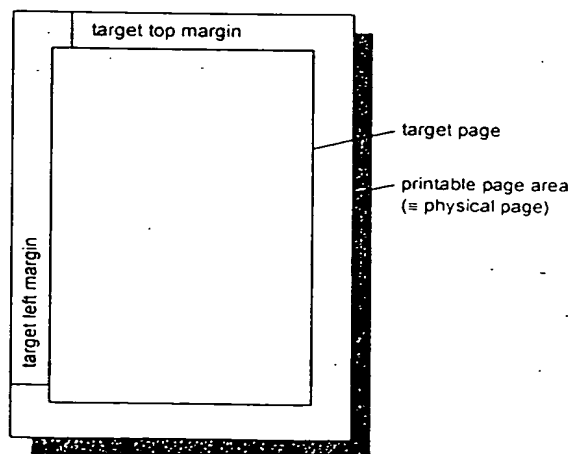 target top margin
target page
printable page area
(≡ physical page)
target left margin